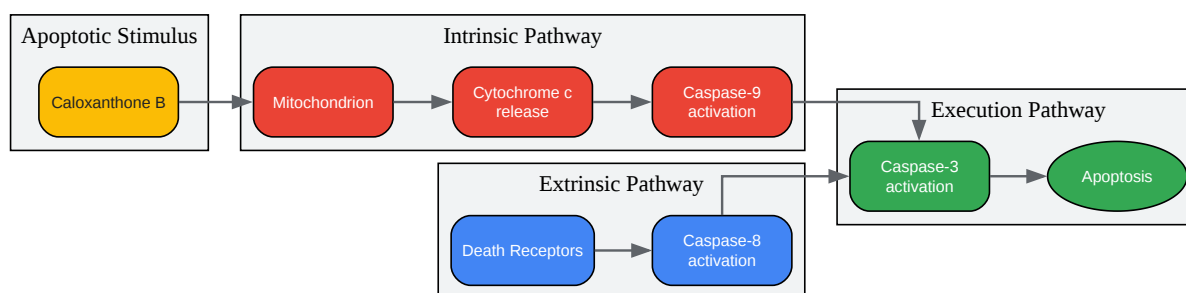 Apoptotic Stimulus
Caloxanthone B
Intrinsic Pathway
Mitochondrion
Cytochrome c
release
Caspase-9
activation
Extrinsic Pathway
Death Receptors
Caspase-8
activation
Execution Pathway
Caspase-3
activation
Apoptosis